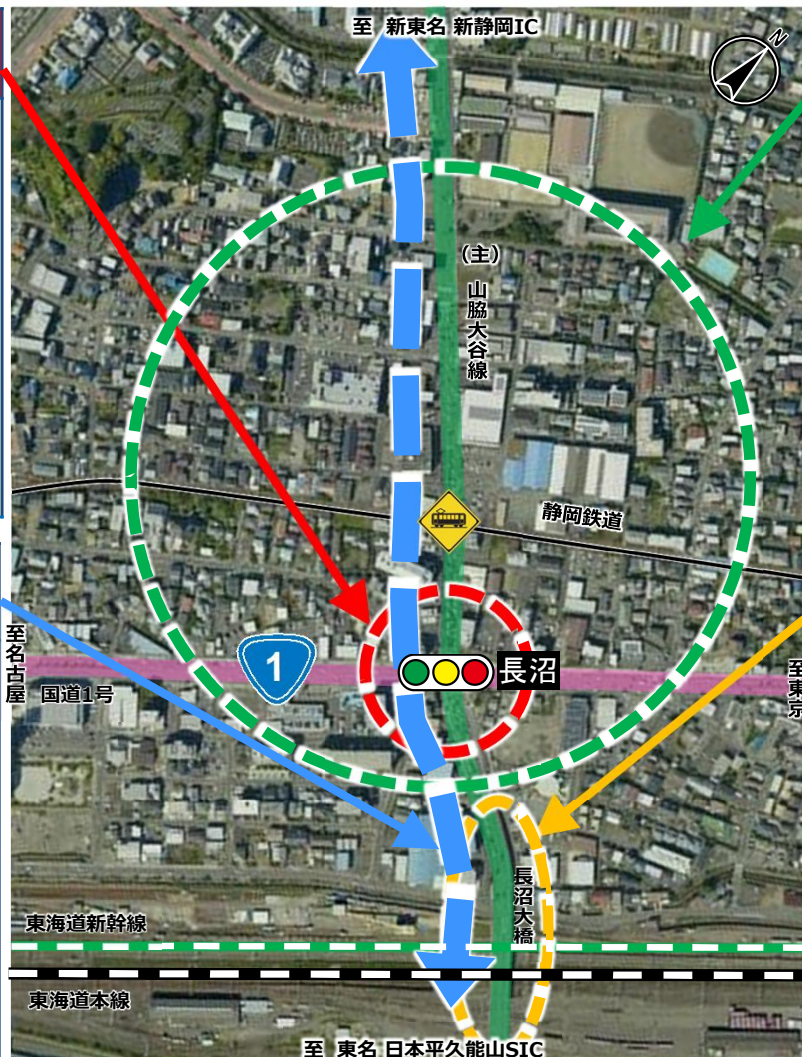 至 新東名 新静岡IC
N
(主)
山脇大谷線
静岡鉄道
至名古屋
国道1号
1
長沼
至東京
長沼大橋
東海道新幹線
東海道本線
至 東名 日本平久能山SIC